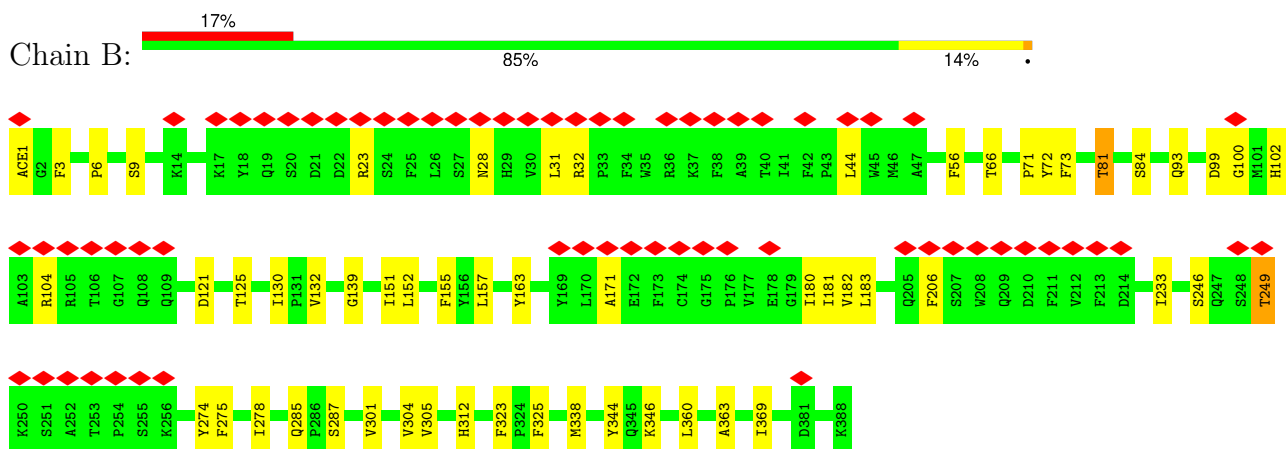 17%
Chain B:
85% 14% •
ACE1 G2 F3 P6 S9 K14 K17 Y18 Q19 S20 D21 D22 R23 S24 F25 L26 S27 N28 H29 V30 L31 R32 P33 F34 W35 R36 K37 F38 A39 T40 I41 F42 P43 L44 W45 M46 A47 F56 T66 P71 Y72 F73 T81 S84 Q93 D99 G100 M101 H102
A103 R104 R105 T106 G107 Q108 Q109 D121 T125 I130 P131 V132 G139 I151 L152 F155 Y156 L157 Y163 Y169 L170 A171 E172 F173 C174 G175 P176 V177 E178 G179 I180 I181 V182 L183 Q205 F206 S207 W208 Q209 D210 P211 V212 F213 D214 I233 S246 Q247 S248 T249
K250 S251 A252 T253 P254 S255 K256 Y274 F275 I278 Q285 P286 S287 V301 V304 V305 H312 F323 P324 F325 M338 Y344 Q345 K346 L360 A363 I369 D381 K388